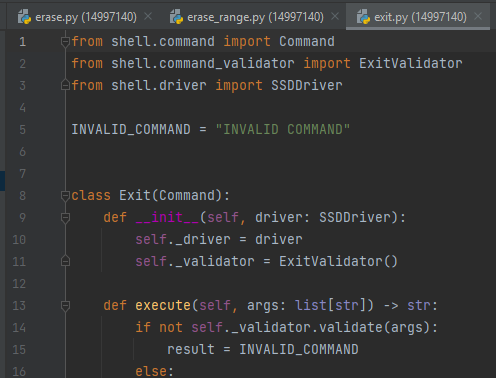 erase.py (14997140) erase_range.py (14997140) exit.py (14997140)
1 from shell.command import Command
2 from shell.command_validator import ExitValidator
3 from shell.driver import SSDDriver
4
5 INVALID_COMMAND = "INVALID COMMAND"
6
7
8 class Exit(Command):
9     def __init__(self, driver: SSDDriver):
10         self._driver = driver
11         self._validator = ExitValidator()
12
13     def execute(self, args: list[str]) -> str:
14         if not self._validator.validate(args):
15             result = INVALID_COMMAND
16         else: